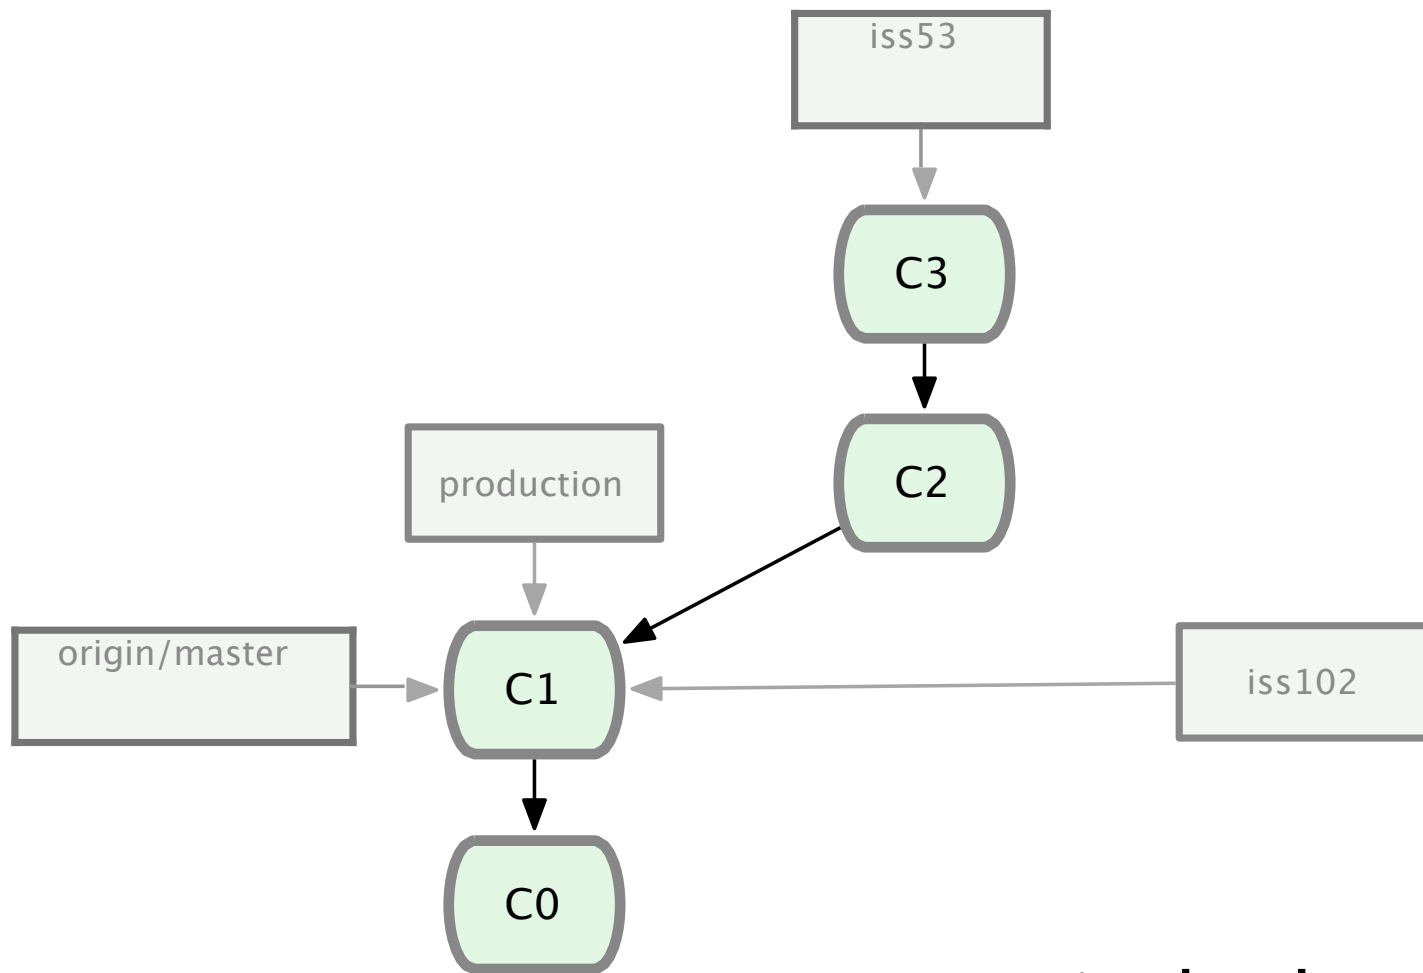 iss53
C3
production
C2
origin/master
C1
iss102
C0